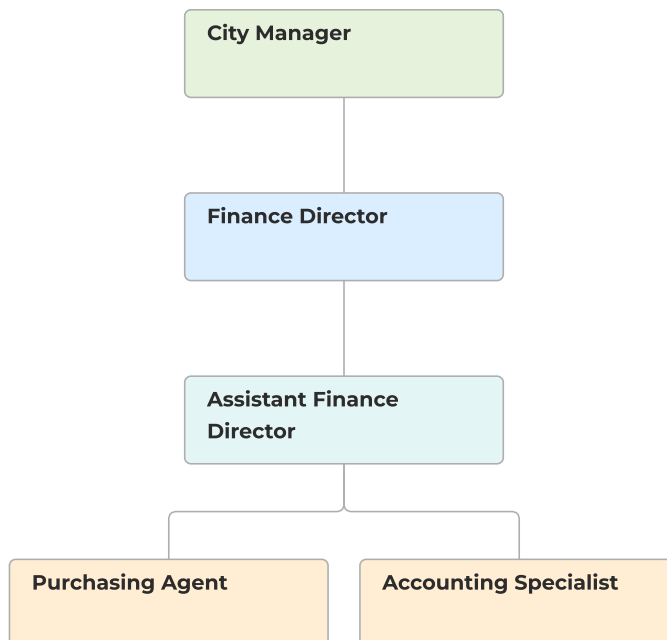 City Manager
Finance Director
Assistant Finance
Director
Purchasing Agent
Accounting Specialist